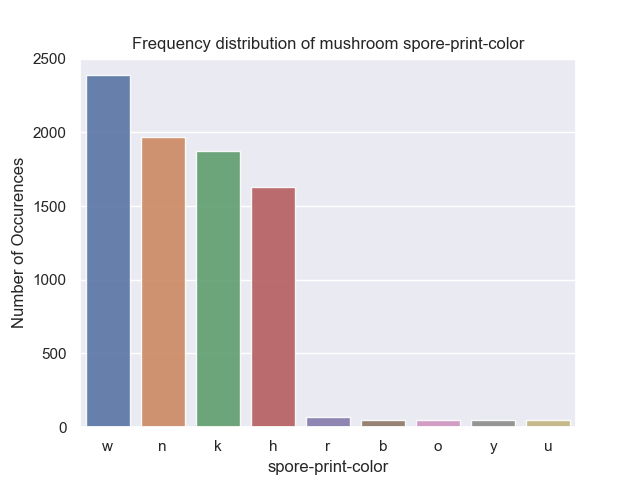 Frequency distribution of mushroom spore-print-color
2500
2000
1500
1000
500
0
Number of Occurences
w n k h r b o y u
spore-print-color